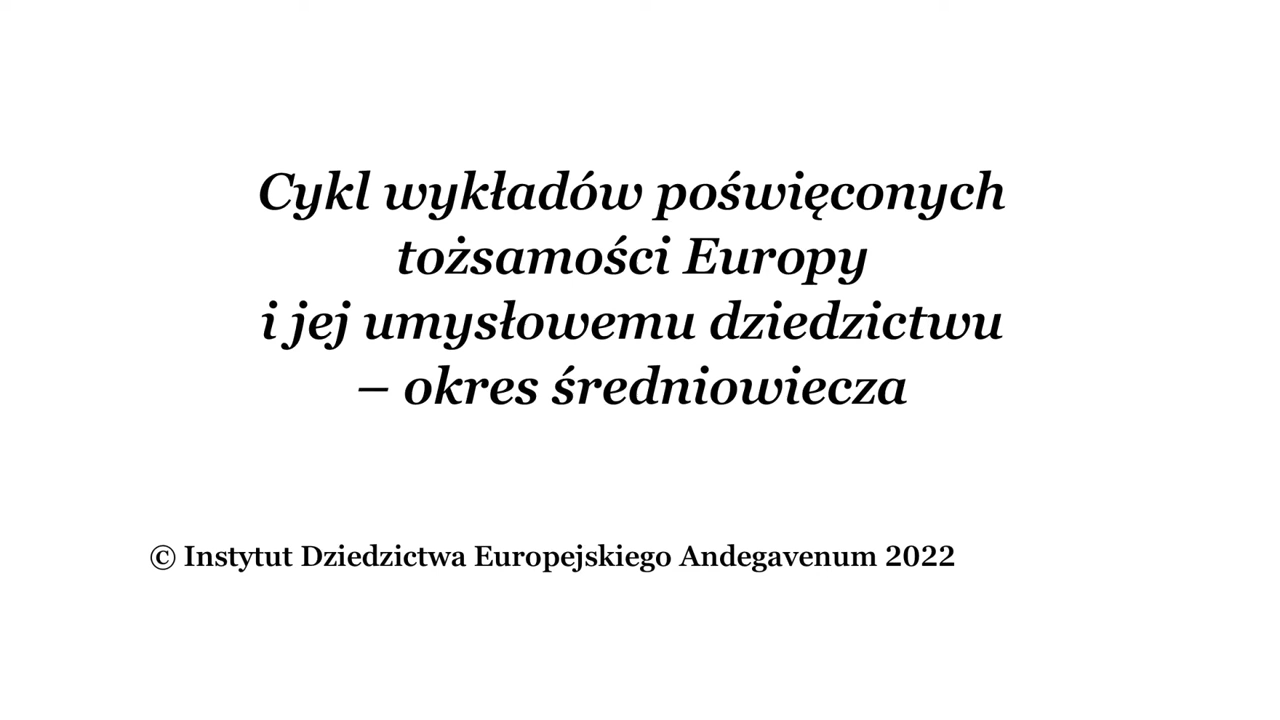 Cykl wykładów poświęconych
tożsamości Europy
i jej umysłowemu dziedzictwu
– okres średniowiecza
© Instytut Dziedzictwa Europejskiego Andegavenum 2022